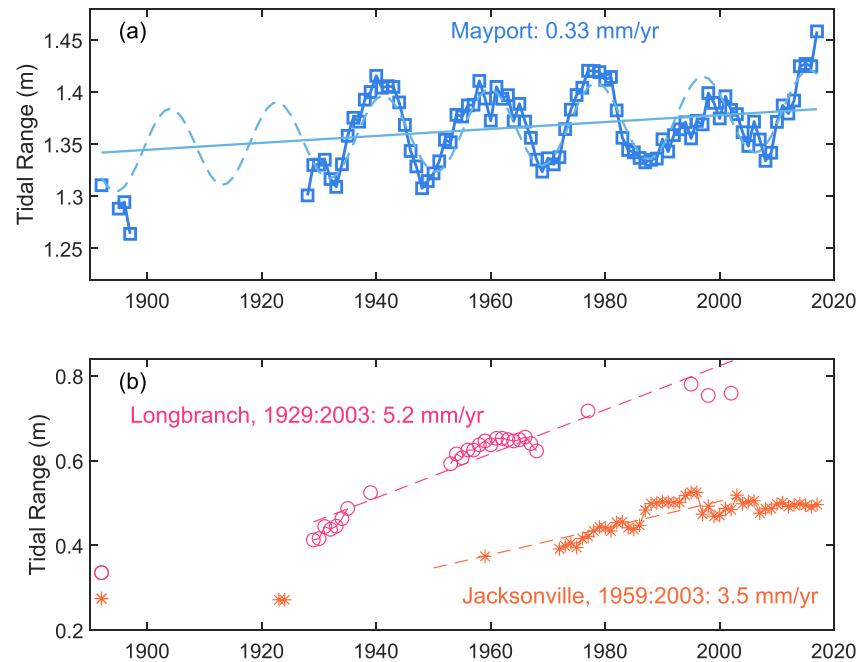 (a)
Mayport: 0.33 mm/yr
Tidal Range (m)
1.45
1.4
1.35
1.3
1.25
1900 1920 1940 1960 1980 2000 2020
(b)
Longbranch, 1929:2003: 5.2 mm/yr
Tidal Range (m)
0.8
0.6
0.4
0.2
Jacksonville, 1959:2003: 3.5 mm/yr
1900 1920 1940 1960 1980 2000 2020